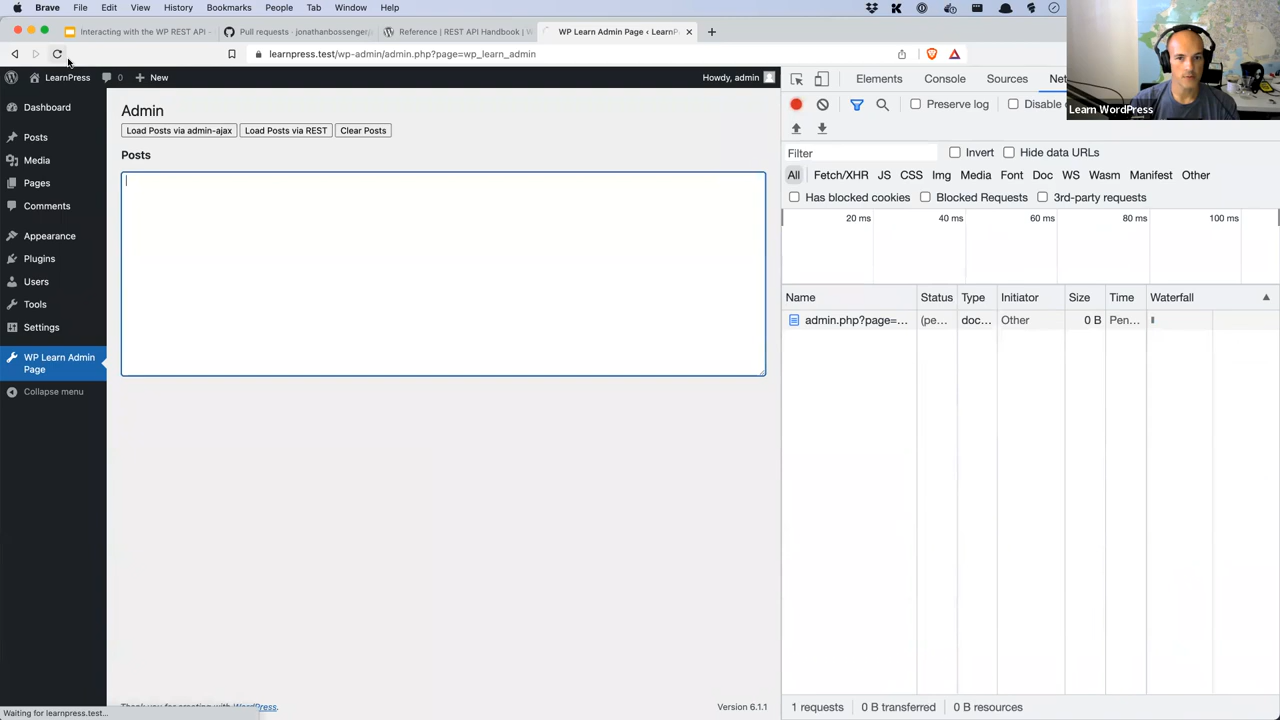 Brave File Edit View History Bookmarks People Tab Window Help
Interacting with the WP REST API -
Pull requests · jonathanbossenger/
Reference | REST API Handbook | W
WP Learn Admin Page ‹ LearnP
learnpress.test/wp-admin/admin.php?page=wp_learn_admin
LearnPress 0 New
Howdy, admin
Dashboard
Posts
Media
Pages
Comments
Appearance
Plugins
Users
Tools
Settings
WP Learn Admin
Page
Collapse menu
Admin
Load Posts via admin-ajax Load Posts via REST Clear Posts
Posts
Version 6.1.1
Waiting for learnpress.test...
Elements Console Sources Net
Learn WordPress
Preserve log Disable
Filter Invert Hide data URLs
All Fetch/XHR JS CSS Img Media Font Doc WS Wasm Manifest Other
Has blocked cookies Blocked Requests 3rd-party requests
20 ms 40 ms 60 ms 80 ms 100 ms
Name Status Type Initiator Size Time Waterfall
admin.php?page=... (pe... doc... Other 0 B Pen...
1 requests 0 B transferred 0 B resources